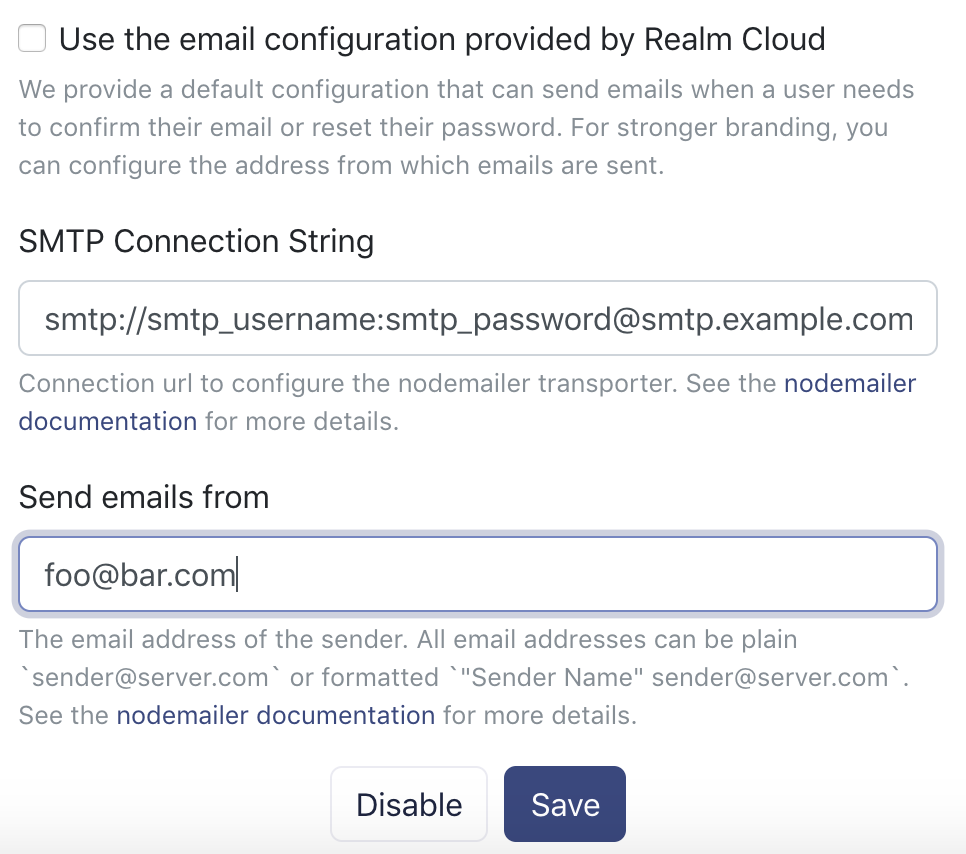 Use the email configuration provided by Realm Cloud
We provide a default configuration that can send emails when a user needs
to confirm their email or reset their password. For stronger branding, you
can configure the address from which emails are sent.
SMTP Connection String
smtp://smtp_username:smtp_password@smtp.example.com
Connection url to configure the nodemailer transporter. See the nodemailer
documentation for more details.
Send emails from
foo@bar.com
The email address of the sender. All email addresses can be plain
`sender@server.com` or formatted `"Sender Name" sender@server.com`.
See the nodemailer documentation for more details.
Disable Save